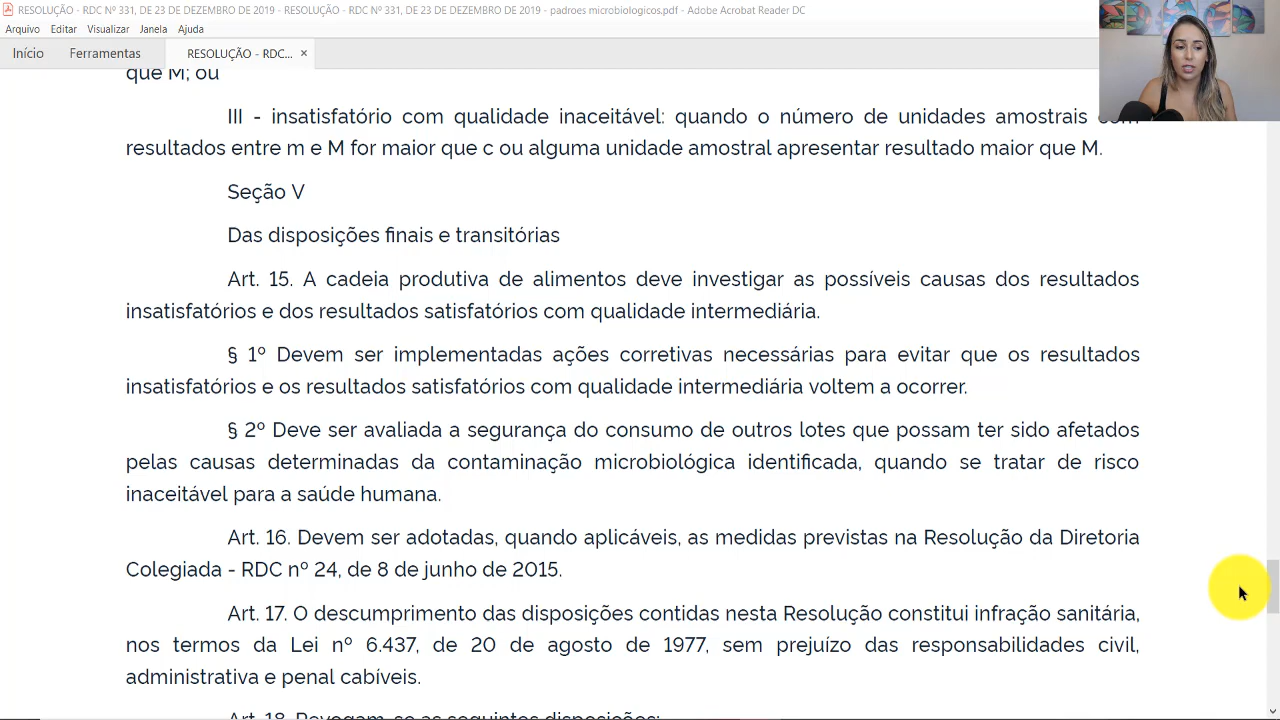 RESOLUÇÃO - RDC Nº 331, DE 23 DE DEZEMBRO DE 2019 - RESOLUÇÃO - RDC Nº 331, DE 23 DE DEZEMBRO DE 2019 - padroes microbiologicos.pdf - Adobe Acrobat Reader DC
Arquivo Editar Visualizar Janela Ajuda
Início Ferramentas RESOLUÇÃO - RDC... ×
que M; ou
III - insatisfatório com qualidade inaceitável: quando o número de unidades amostrais com
resultados entre m e M for maior que c ou alguma unidade amostral apresentar resultado maior que M.
Seção V
Das disposições finais e transitórias
Art. 15. A cadeia produtiva de alimentos deve investigar as possíveis causas dos resultados
insatisfatórios e dos resultados satisfatórios com qualidade intermediária.
§ 1º Devem ser implementadas ações corretivas necessárias para evitar que os resultados
insatisfatórios e os resultados satisfatórios com qualidade intermediária voltem a ocorrer.
§ 2º Deve ser avaliada a segurança do consumo de outros lotes que possam ter sido afetados
pelas causas determinadas da contaminação microbiológica identificada, quando se tratar de risco
inaceitável para a saúde humana.
Art. 16. Devem ser adotadas, quando aplicáveis, as medidas previstas na Resolução da Diretoria
Colegiada - RDC nº 24, de 8 de junho de 2015.
Art. 17. O descumprimento das disposições contidas nesta Resolução constitui infração sanitária,
nos termos da Lei nº 6.437, de 20 de agosto de 1977, sem prejuízo das responsabilidades civil,
administrativa e penal cabíveis.
Art. 18. Revogam-se as seguintes disposições: